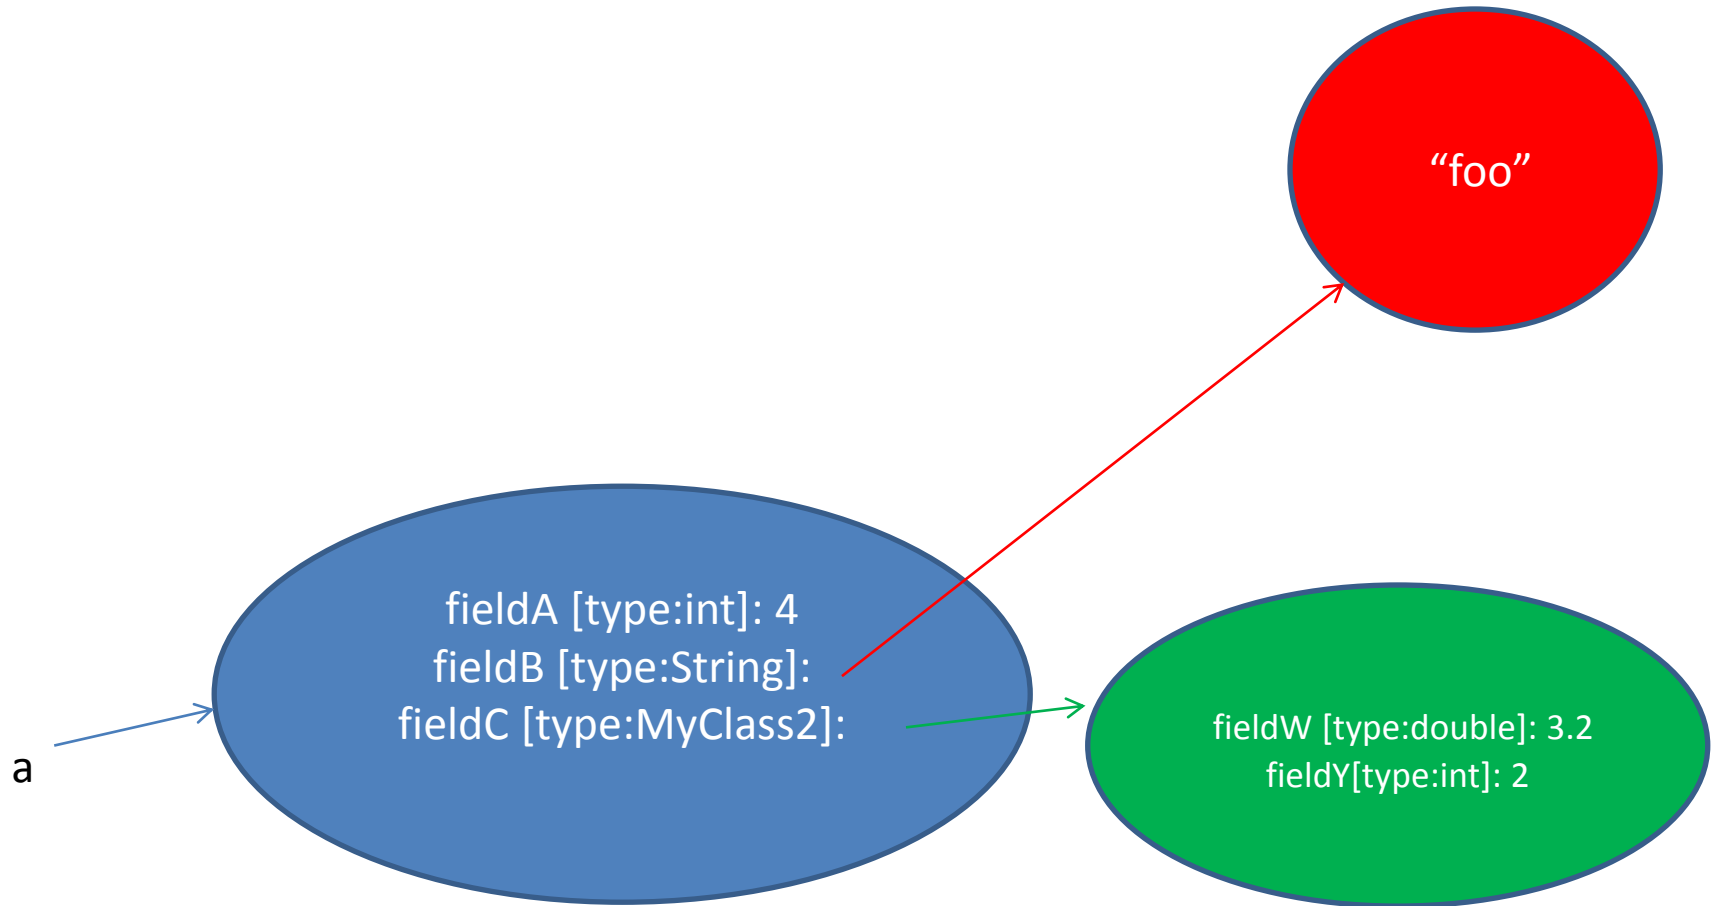 “foo”
fieldA [type:int]: 4
fieldB [type:String]:
fieldC [type:MyClass2]:
a
fieldW [type:double]: 3.2
fieldY[type:int]: 2